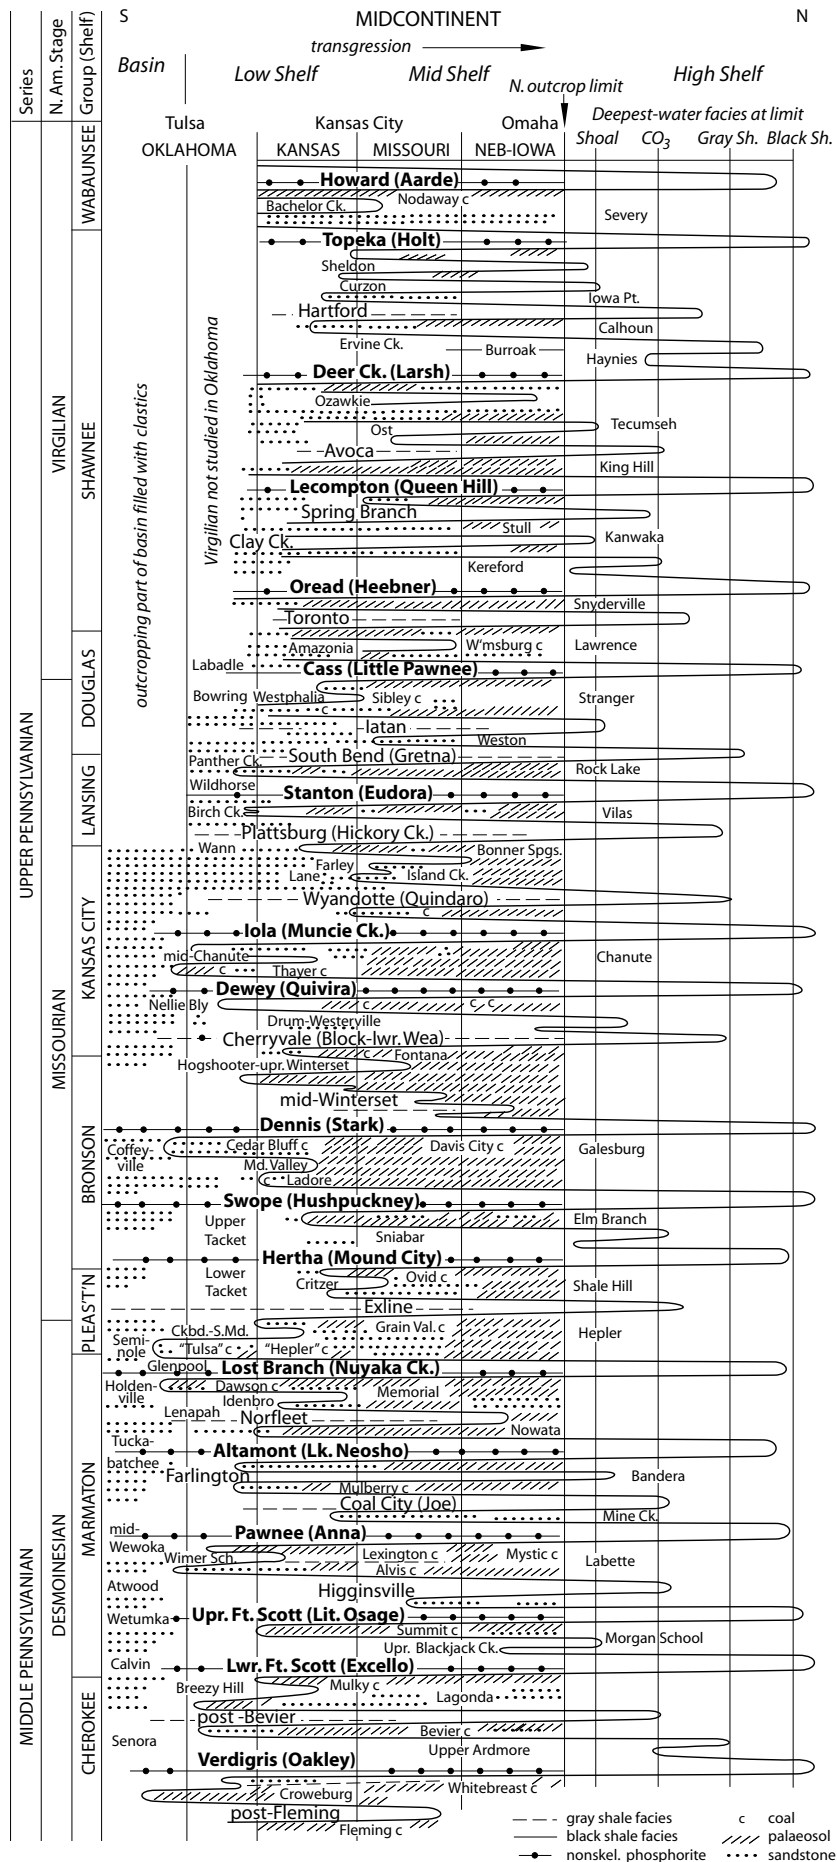 S MIDCONTINENT N
transgression
Basin Low Shelf Mid Shelf High Shelf
N. outcrop limit
Deepest-water facies at limit
Series
N. Am. Stage
Group (Shelf)
Tulsa Kansas City Omaha
Shoal CO3 Gray Sh. Black Sh.
OKLAHOMA KANSAS MISSOURI NEB-IOWA
UPPER PENNSYLVANIAN
MIDDLE PENNSYLVANIAN
VIRGILIAN
MISSOURIAN
DESMOINESIAN
WABAUNSEE
SHAWNEE
DOUGLAS
LANSING
KANSAS CITY
BRONSON
PLEAS'T'N
MARMATON
CHEROKEE
outcropping part of basin filled with clastics
Virgilian not studied in Oklahoma
Howard (Aarde)
Bachelor Ck. Nodaway c
Severy
Topeka (Holt)
Sheldon
Curzon
Iowa Pt.
Hartford
Calhoun
Ervine Ck. Burroak
Haynies
Deer Ck. (Larsh)
Ozawkie
Ost Tecumseh
Avoca
King Hill
Lecompton (Queen Hill)
Spring Branch
Stull
Clay Ck. Kanwaka
Kereford
Oread (Heebner)
Snyderville
Toronto
Amazonia W'msburg c Lawrence
Labadle
Cass (Little Pawnee)
Bowring Westphalia Sibley c Stranger
c
Iatan
Weston
South Bend (Gretna)
Panther Ck.
Rock Lake
Wildhorse
Stanton (Eudora)
Birch Ck. Vilas
Plattsburg (Hickory Ck.)
Wann Bonner Spgs.
Farley
Lane Island Ck.
Wyandotte (Quindaro)
c
Iola (Muncie Ck.)
mid-Chanute Chanute
c Thayer c
Dewey (Quivira)
Nellie Bly c c c
Drum-Westerville
Cherryvale (Block-lwr. Wea)
c Fontana
Hogshooter-upr. Winterset
mid-Winterset
Dennis (Stark)
Coffey- Cedar Bluff c Davis City c Galesburg
ville
Md. Valley
c Ladore
Swope (Hushpuckney)
Upper Elm Branch
Tacket Sniabar
Hertha (Mound City)
Lower Ovid c
Tacket Critzer Shale Hill
Exline
Ckbd.-S.Md. Grain Val. c Hepler
Semi- "Tulsa" c "Hepler" c
nole
Glenpool
Lost Branch (Nuyaka Ck.)
Holden- Dawson c Memorial
ville Idenbro
Lenapah Norfleet
Nowata
Tucka- Altamont (Lk. Neosho)
batchee
Farlington Bandera
Mulberry c
Coal City (Joe)
Mine Ck.
mid- Pawnee (Anna)
Wewoka
Wimer Sch. Lexington c Mystic c Labette
Alvis c
Atwood Higginsville
Wetumka Upr. Ft. Scott (Lit. Osage)
Summit c Morgan School
Upr. Blackjack Ck.
Calvin Lwr. Ft. Scott (Excello)
Breezy Hill Mulky c
Lagonda
post -Bevier
Bevier c
Senora Upper Ardmore
Verdigris (Oakley)
Whitebreast c
Croweburg
post-Fleming
Fleming c
gray shale facies c coal
black shale facies palaeosol
nonskel. phosphorite sandstone